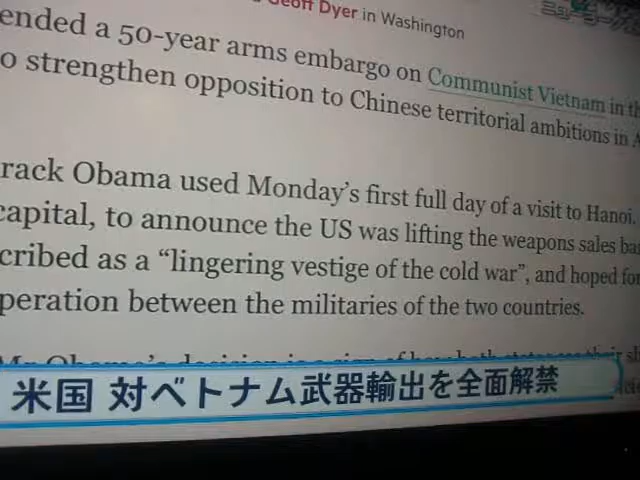 Geoff Dyer in Washington
ended a 50-year arms embargo on Communist Vietnam in
o strengthen opposition to Chinese territorial ambitions in
rack Obama used Monday's first full day of a visit to Hanoi,
capital, to announce the US was lifting the weapons sales
cribed as a “lingering vestige of the cold war”, and hoped for
peration between the militaries of the two countries.
米国 対ベトナム武器輸出を全面解禁